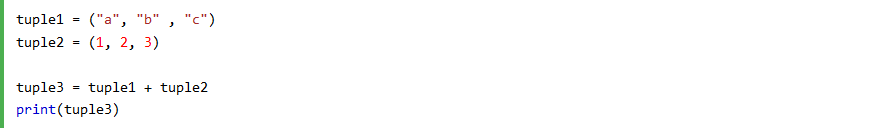 tuple1 = ("a", "b" , "c")
tuple2 = (1, 2, 3)
tuple3 = tuple1 + tuple2
print(tuple3)